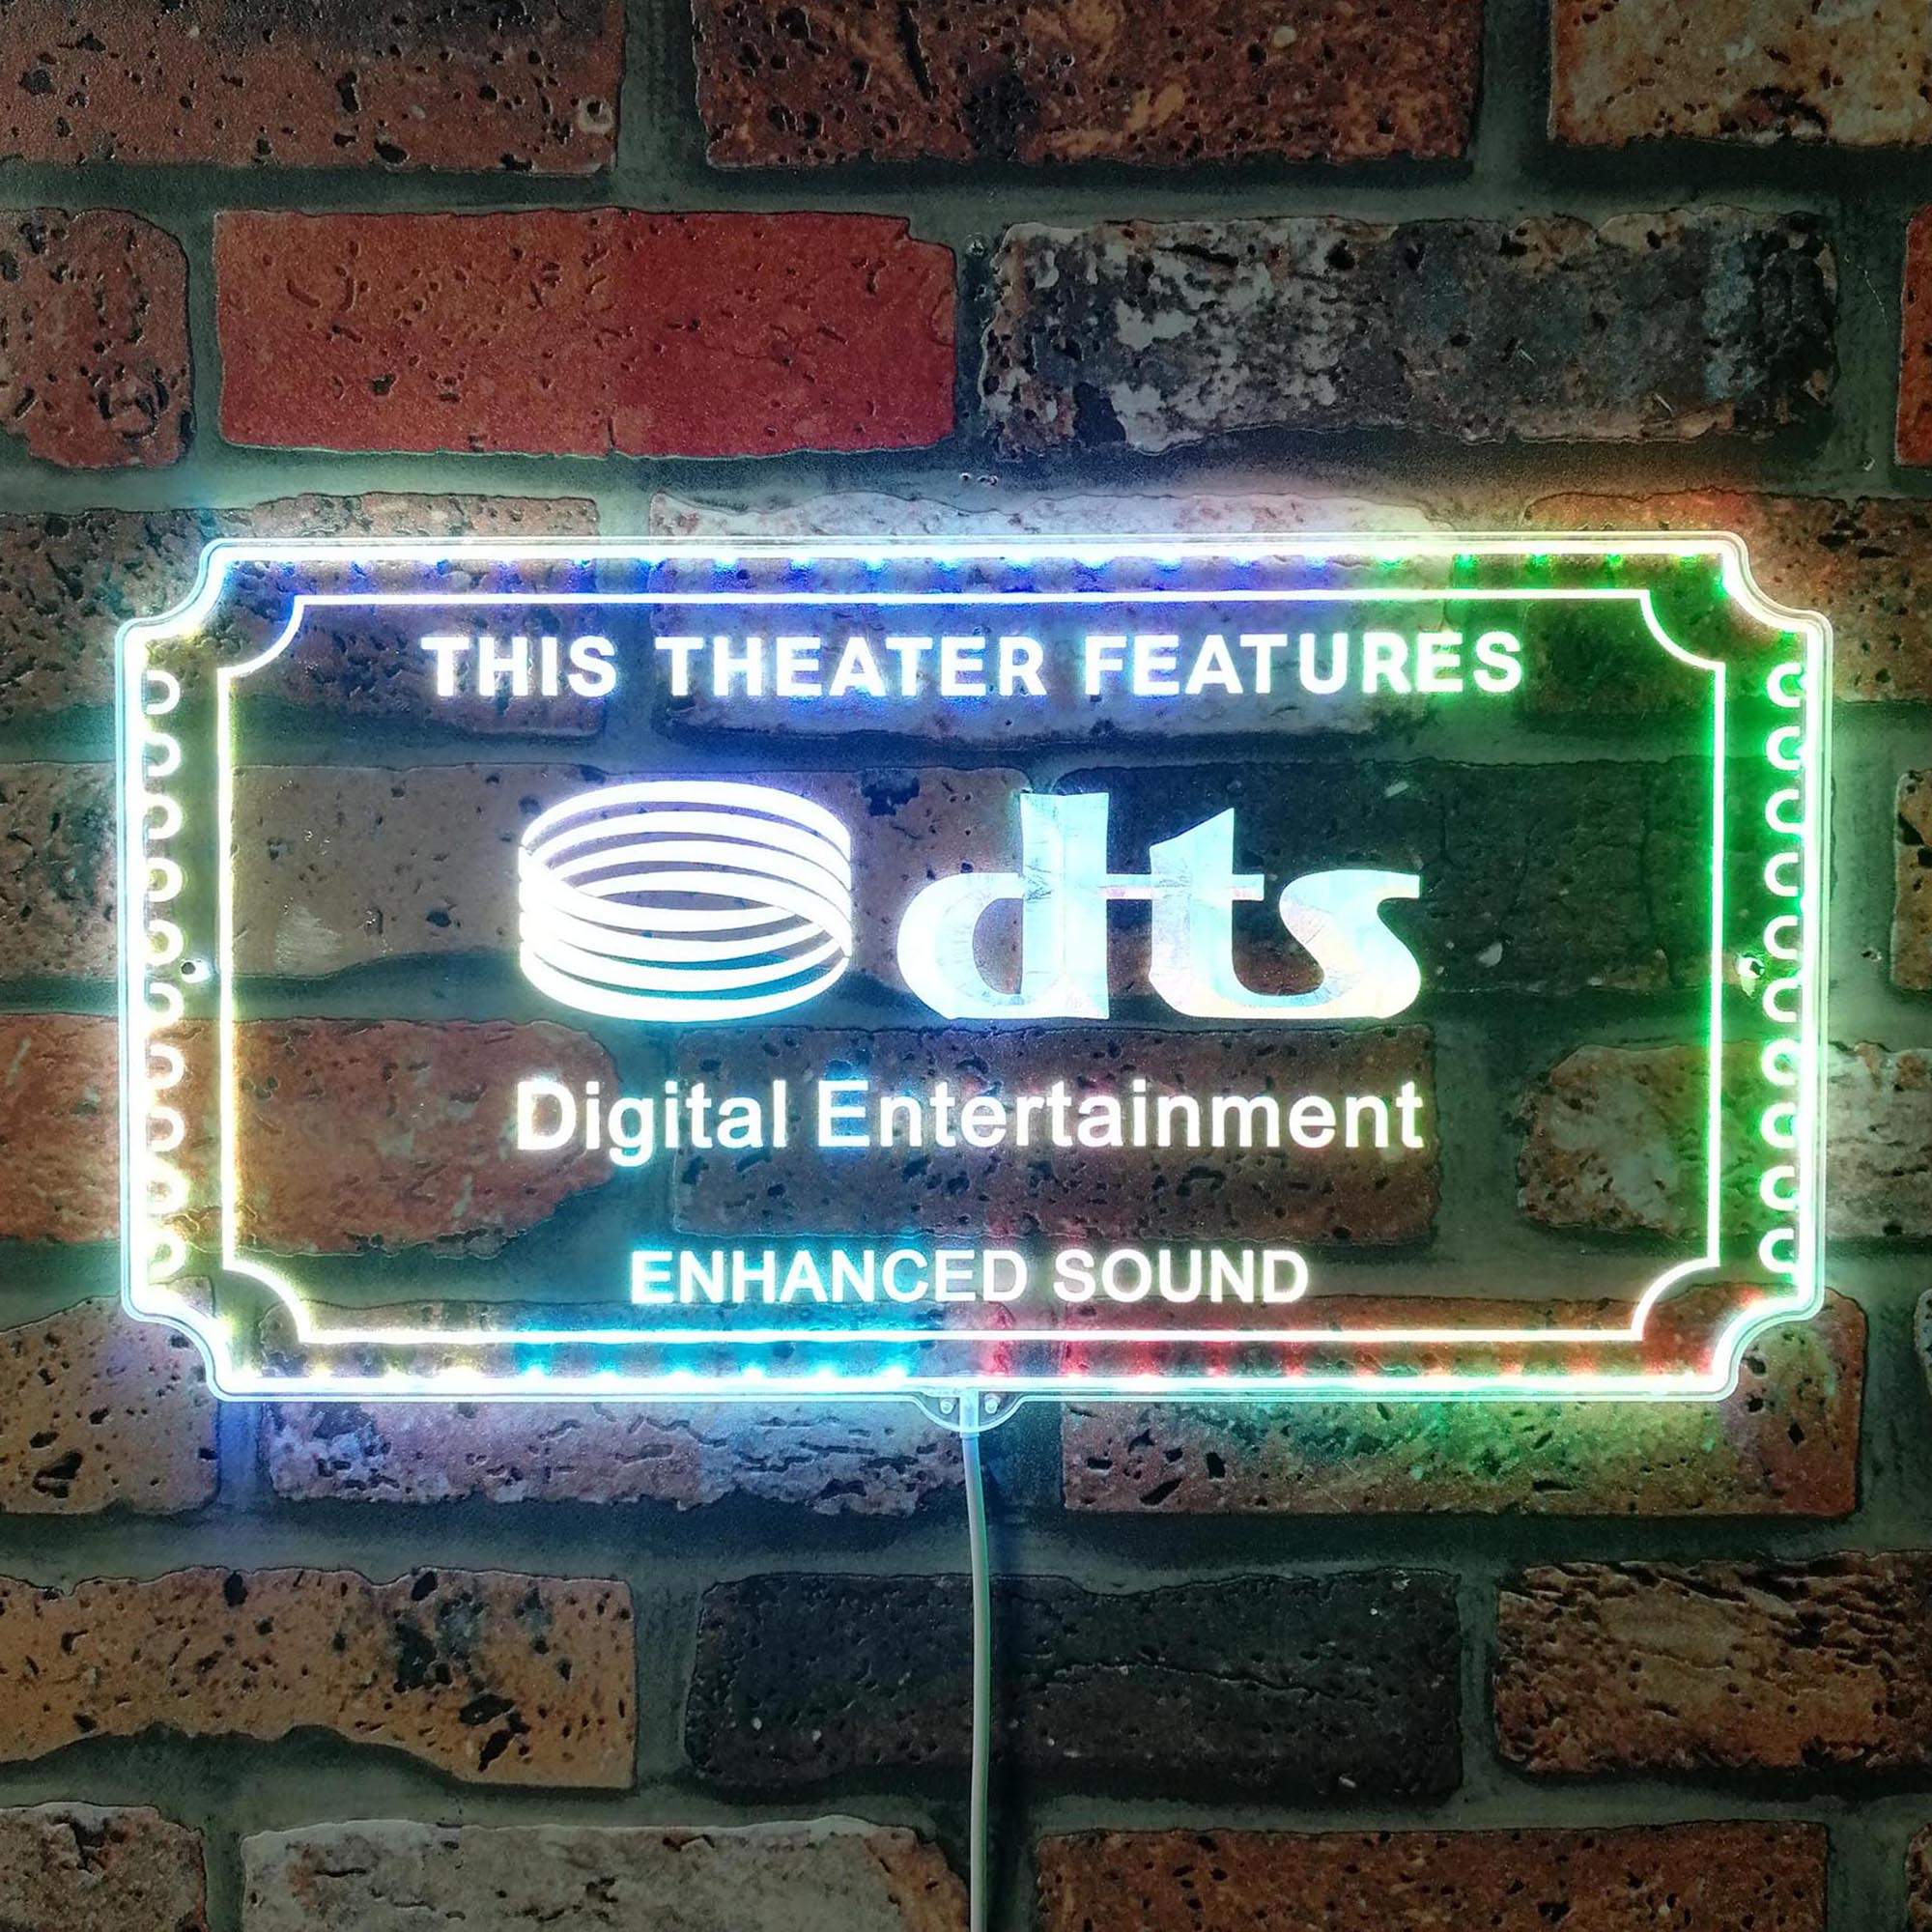 THIS THEATER FEATURES
dts
Digital Entertainment
ENHANCED SOUND